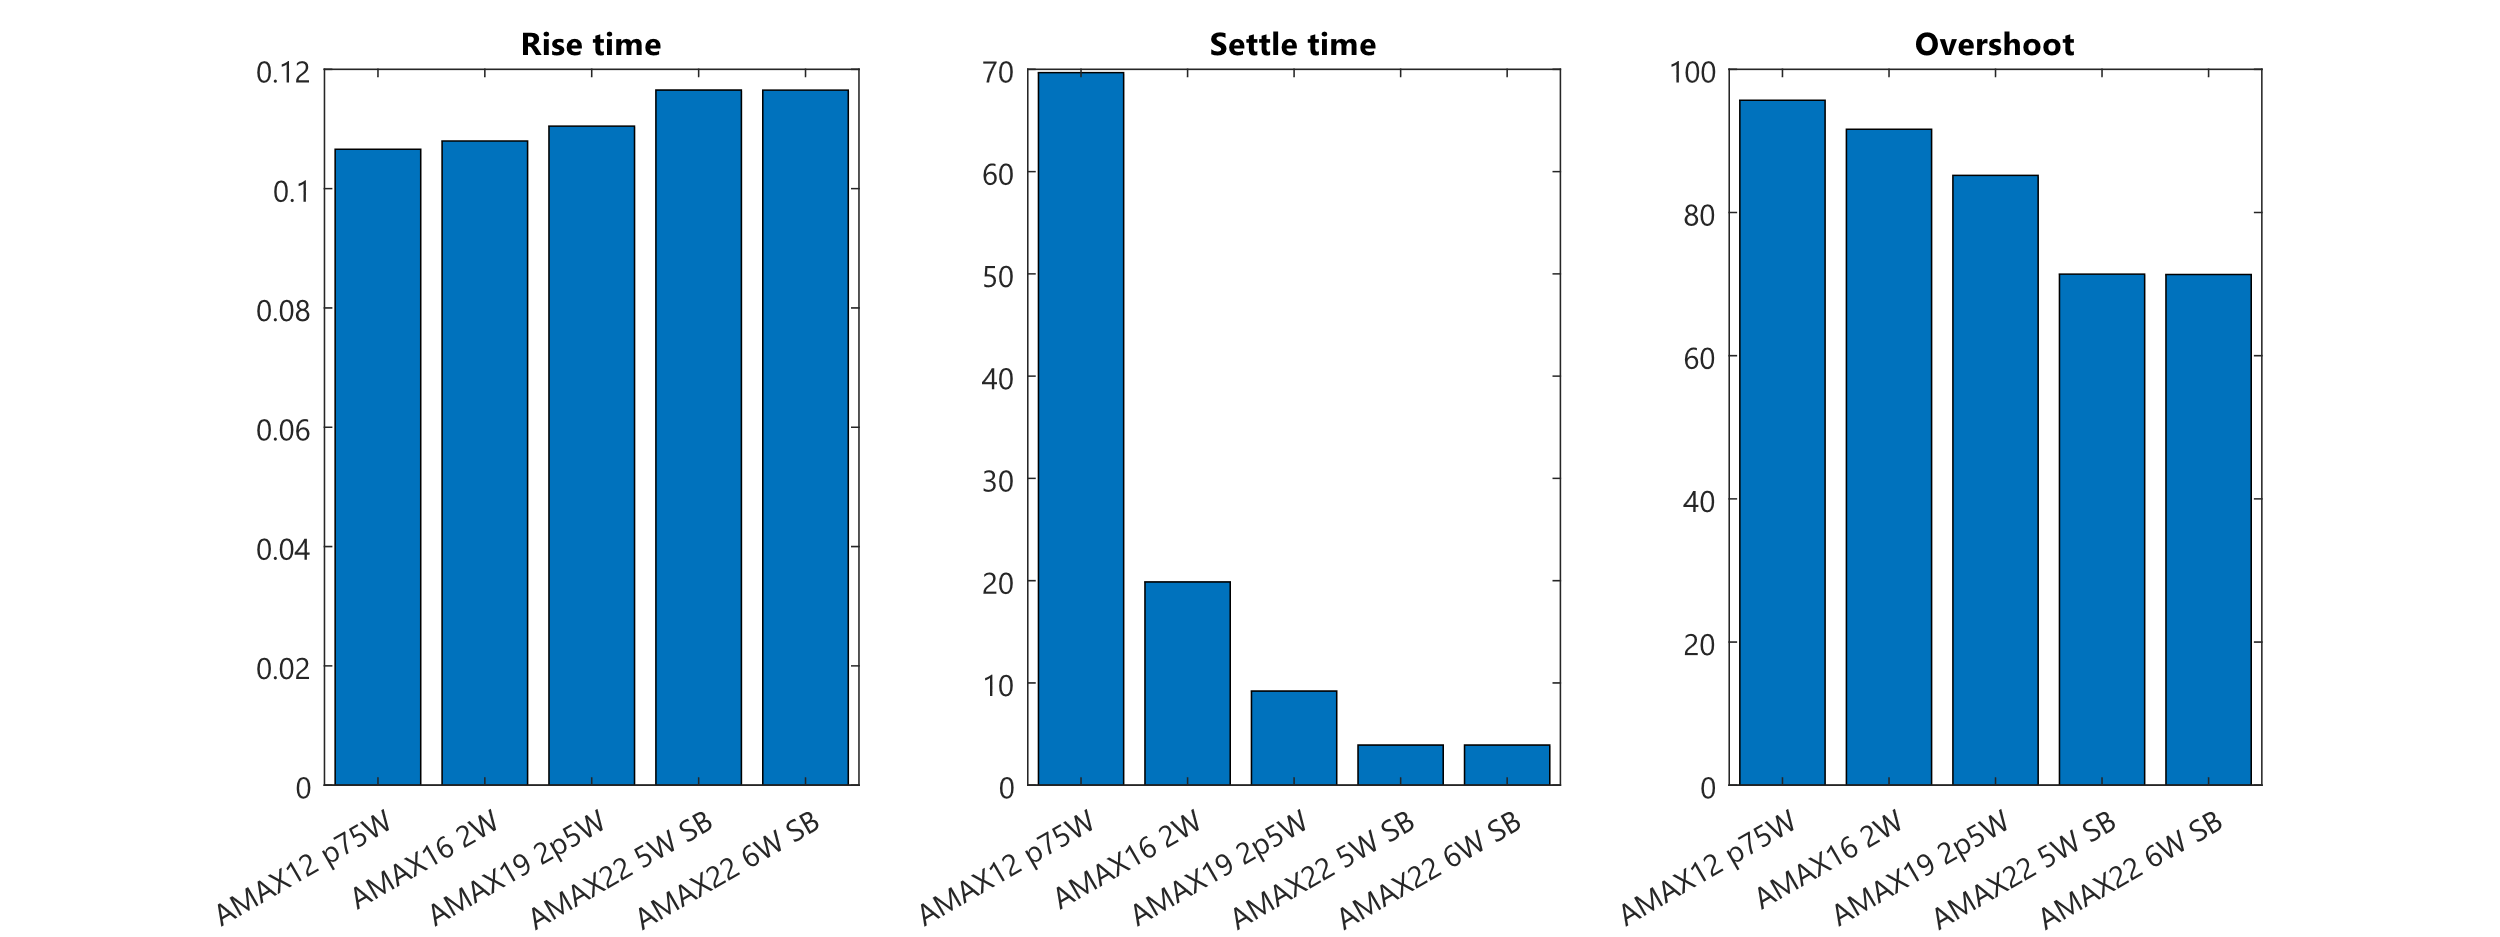 Rise time
0.12
0.1
0.08
0.06
0.04
0.02
0
AMAX12 p75W
AMAX16 2W
AMAX19 2p5W
AMAX22 5W SB
AMAX22 6W SB
Settle time
70
60
50
40
30
20
10
0
AMAX12 p75W
AMAX16 2W
AMAX19 2p5W
AMAX22 5W SB
AMAX22 6W SB
Overshoot
100
80
60
40
20
0
AMAX12 p75W
AMAX16 2W
AMAX19 2p5W
AMAX22 5W SB
AMAX22 6W SB